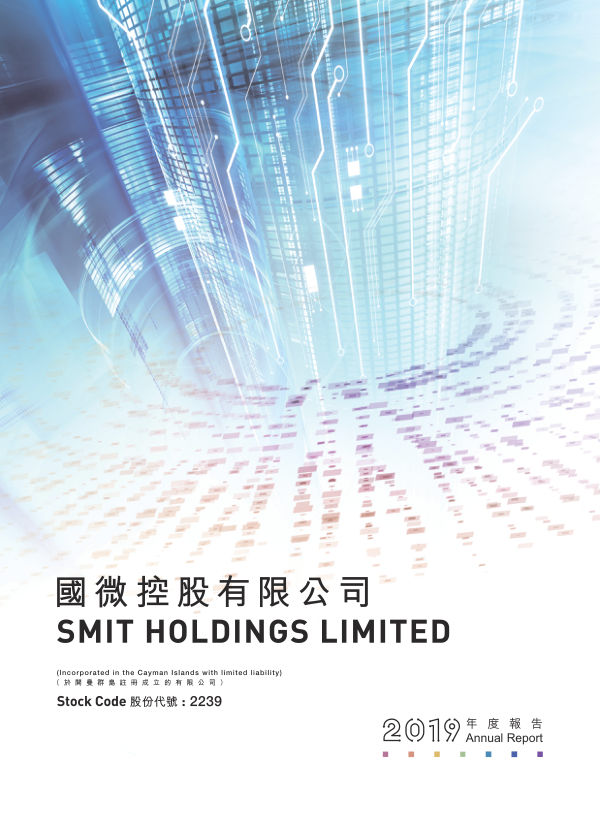 國微控股有限公司
SMIT HOLDINGS LIMITED
(Incorporated in the Cayman Islands with limited liability)
(於開曼群島註冊成立的有限公司)
Stock Code 股份代號 : 2239
2019 年度報告
Annual Report